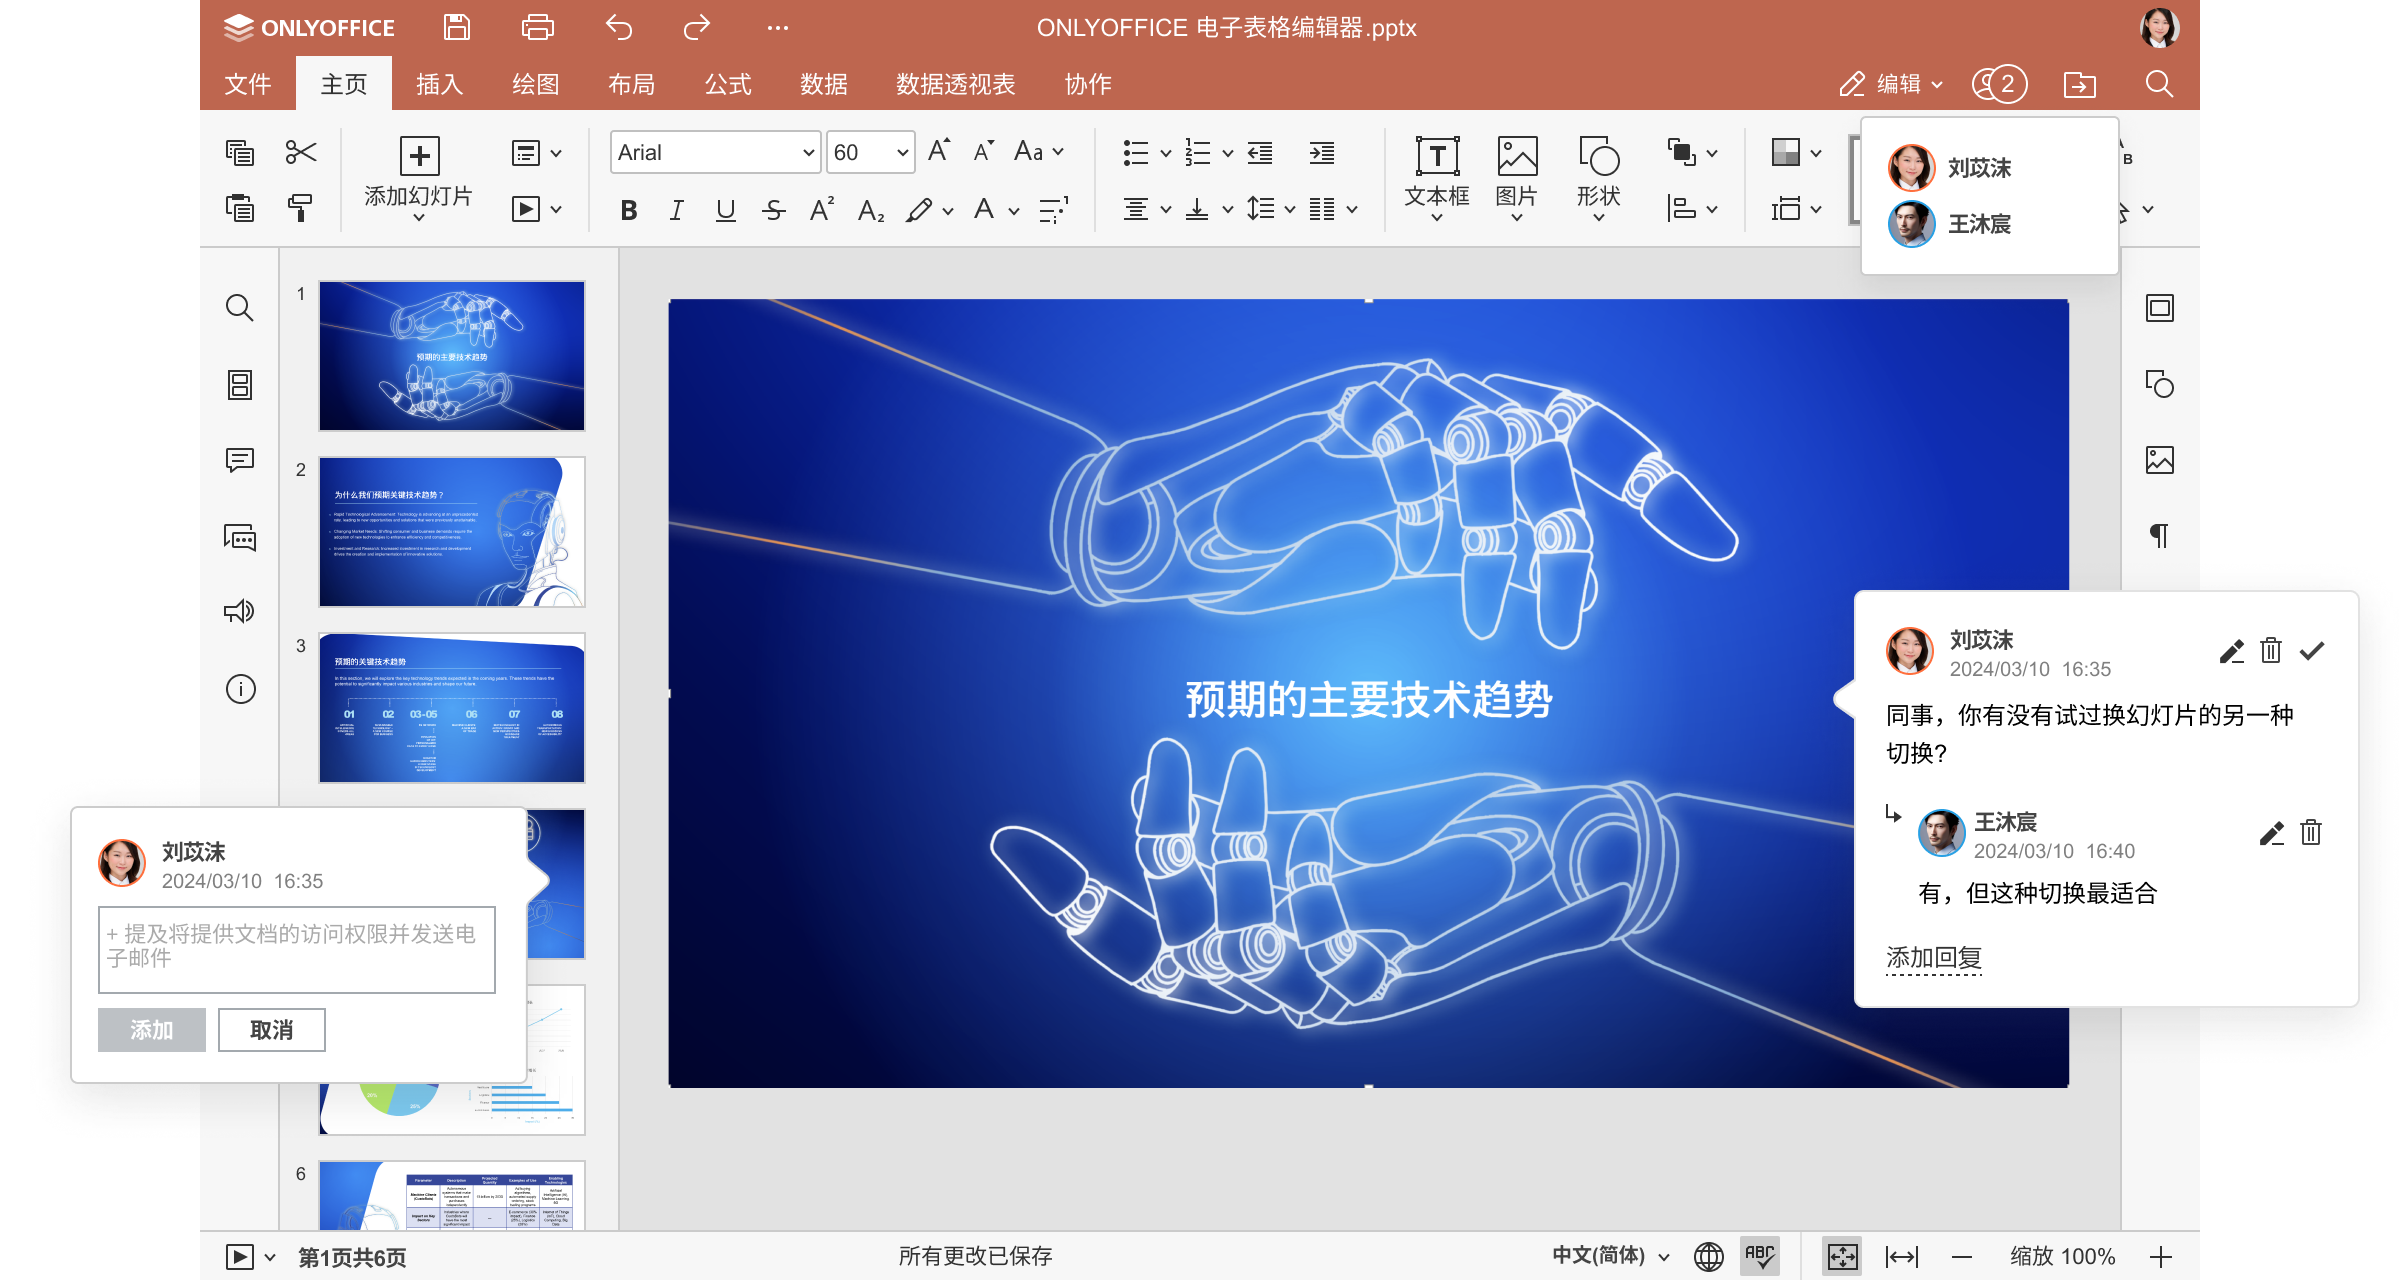 ONLYOFFICE
ONLYOFFICE 电子表格编辑器.pptx
文件 主页 插入 绘图 布局 公式 数据 数据透视表 协作
编辑 2
添加幻灯片
Arial 60
文本框 图片 形状
刘苡沫
王沐宸
1
预期的主要技术趋势
2
为什么我们预期关键技术趋势？
3
预期的关键技术趋势
01 02 03-05 06 07 08
6
预期的主要技术趋势
刘苡沫
2024/03/10 16:35
同事，你有没有试过换幻灯片的另一种
切换?
王沐宸
2024/03/10 16:40
有，但这种切换最适合
添加回复
刘苡沫
2024/03/10 16:35
+ 提及将提供文档的访问权限并发送电
子邮件
添加 取消
第1页共6页
所有更改已保存
中文(简体)
ABC
缩放 100%